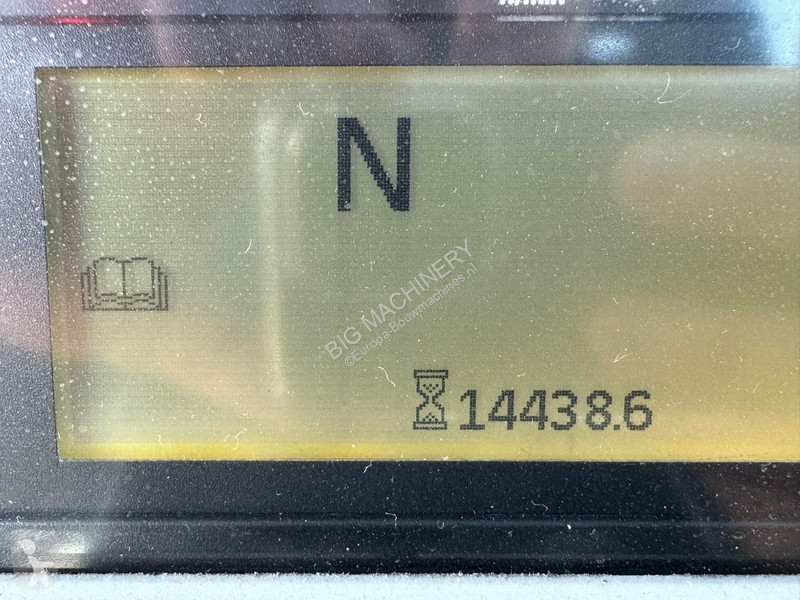 N
BIG MACHINERY
©Europa-Bouwmachines.nl
14438.6